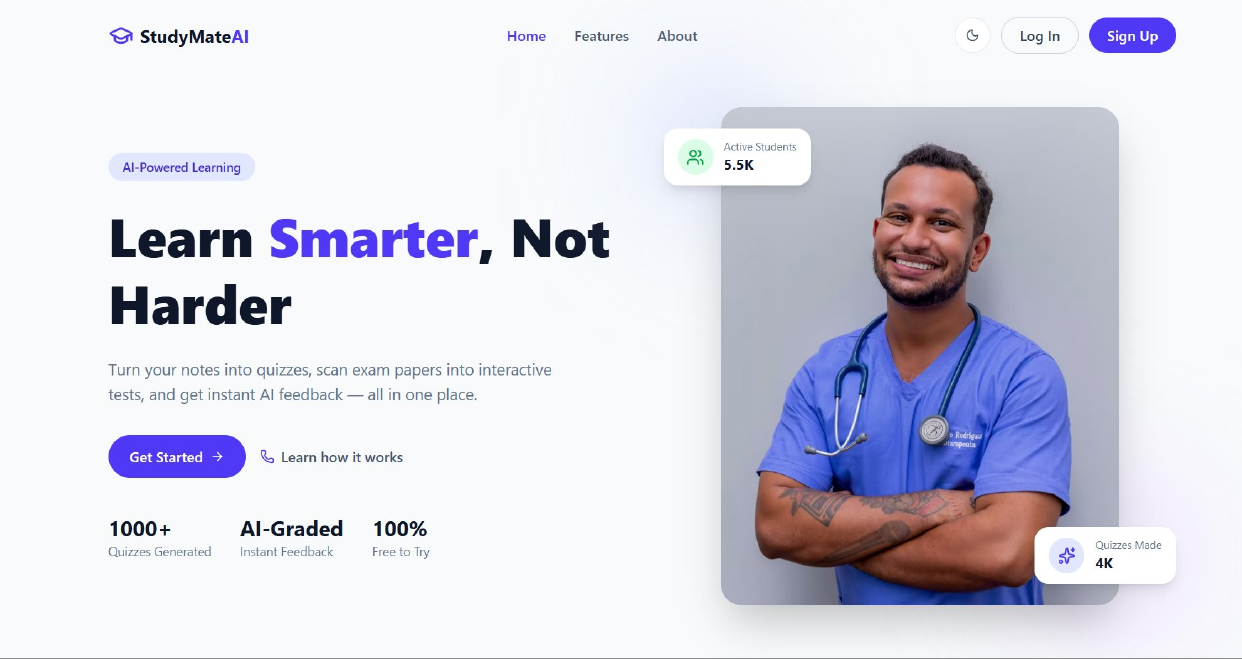 StudyMateAI
Home
Features
About
Log In
Sign Up
AI-Powered Learning
Learn Smarter, Not
Harder
Turn your notes into quizzes, scan exam papers into interactive
tests, and get instant AI feedback — all in one place.
Get Started →
Learn how it works
1000+
Quizzes Generated
AI-Graded
Instant Feedback
100%
Free to Try
Active Students
5.5K
Quizzes Made
4K